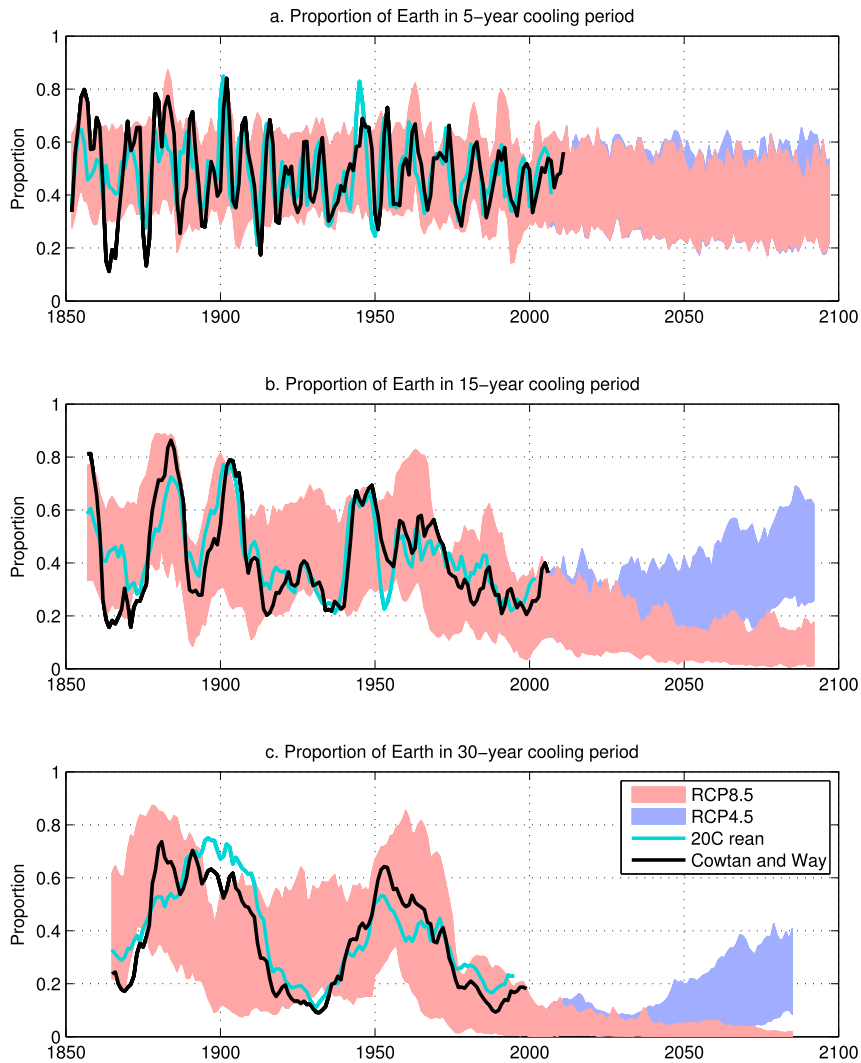 a. Proportion of Earth in 5−year cooling period
1
0.8
0.6
0.4
0.2
0
Proportion
1850 1900 1950 2000 2050 2100
b. Proportion of Earth in 15−year cooling period
1
0.8
0.6
0.4
0.2
0
Proportion
1850 1900 1950 2000 2050 2100
c. Proportion of Earth in 30−year cooling period
1
0.8
0.6
0.4
0.2
0
Proportion
RCP8.5
RCP4.5
20C rean
Cowtan and Way
1850 1900 1950 2000 2050 2100